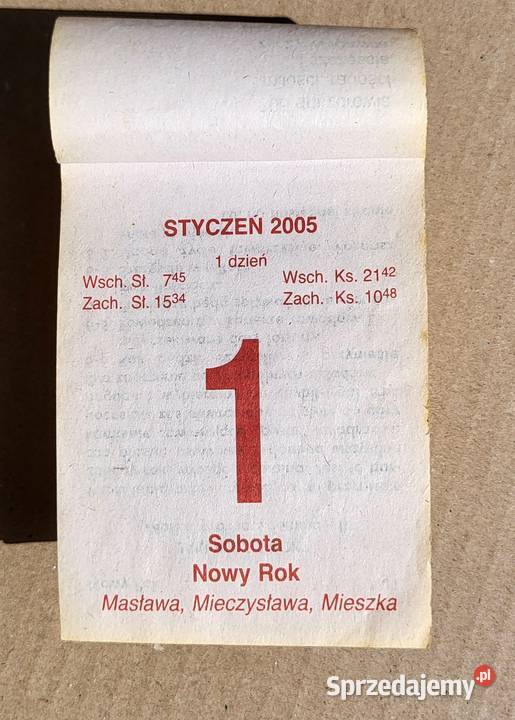 STYCZEŃ 2005
1 dzień
Wsch. Sł. 7⁴⁵ Wsch. Ks. 21⁴²
Zach. Sł. 15³⁴ Zach. Ks. 10⁴⁸
1
Sobota
Nowy Rok
Masława, Mieczysława, Mieszka
Sprzedajemy.pl